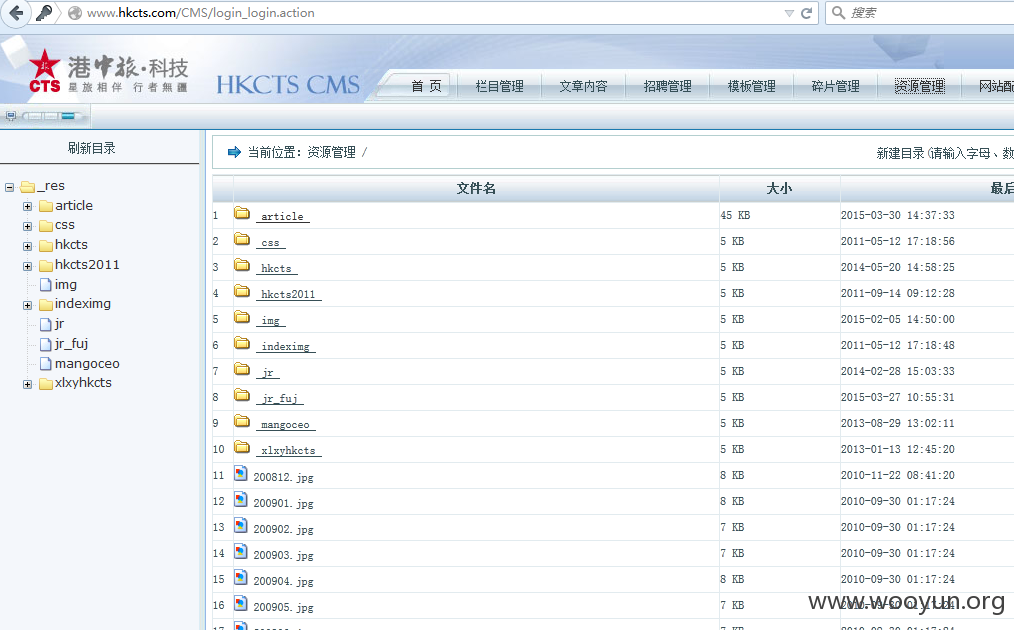 www.hkcts.com/CMS/login_login.action
搜索
CTS 港中旅·科技
星旅相伴 行者無疆
HKCTS CMS
首 页 栏目管理 文章内容 招聘管理 模板管理 碎片管理 资源管理 网站配
刷新目录
_res
article
css
hkcts
hkcts2011
img
indeximg
jr
jr_fuj
mangoceo
xlxyhkcts
当前位置：资源管理 / 新建目录(请输入字母、数
文件名 大小 最后
1 article 45 KB 2015-03-30 14:37:33
2 css 5 KB 2011-05-12 17:18:56
3 hkcts 5 KB 2014-05-20 14:58:25
4 hkcts2011 5 KB 2011-09-14 09:12:28
5 img 5 KB 2015-02-05 14:50:00
6 indeximg 5 KB 2011-05-12 17:18:48
7 jr 5 KB 2014-02-28 15:03:33
8 jr_fuj 5 KB 2015-03-27 10:55:31
9 mangoceo 5 KB 2013-08-29 13:02:11
10 xlxyhkcts 5 KB 2013-01-13 12:45:20
11 200812.jpg 8 KB 2010-11-22 08:41:20
12 200901.jpg 8 KB 2010-09-30 01:17:24
13 200902.jpg 7 KB 2010-09-30 01:17:24
14 200903.jpg 7 KB 2010-09-30 01:17:24
15 200904.jpg 8 KB 2010-09-30 01:17:24
16 200905.jpg 7 KB 2010-09-30 01:17:24
www.wooyun.org